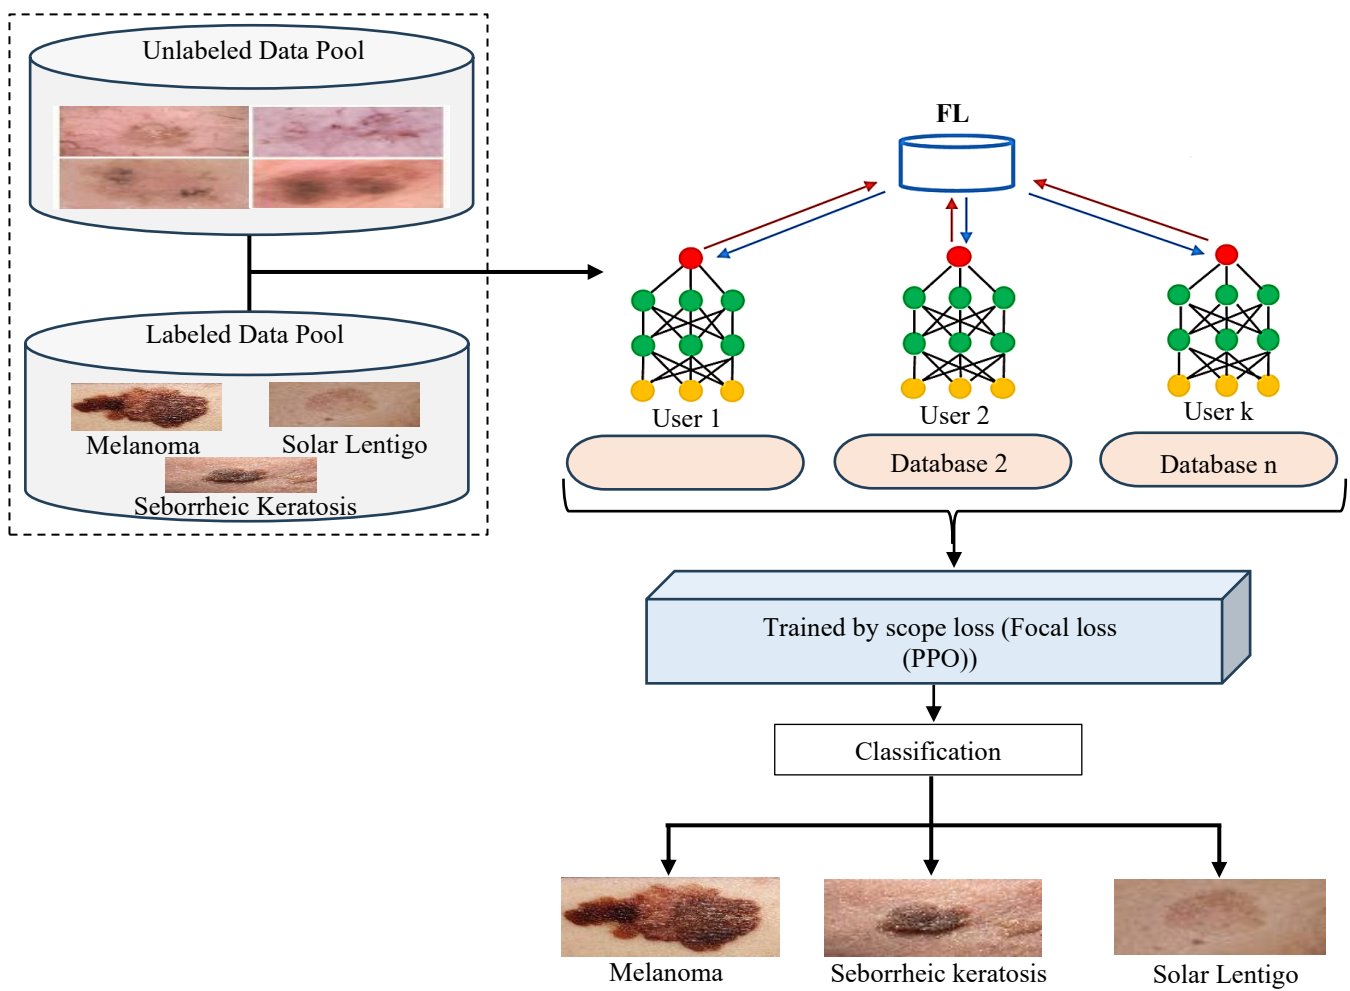 Unlabeled Data Pool
Labeled Data Pool
Melanoma
Solar Lentigo
Seborrheic Keratosis
FL
User 1
User 2
User k
Database 2
Database n
Trained by scope loss (Focal loss
(PPO))
Classification
Melanoma
Seborrheic keratosis
Solar Lentigo